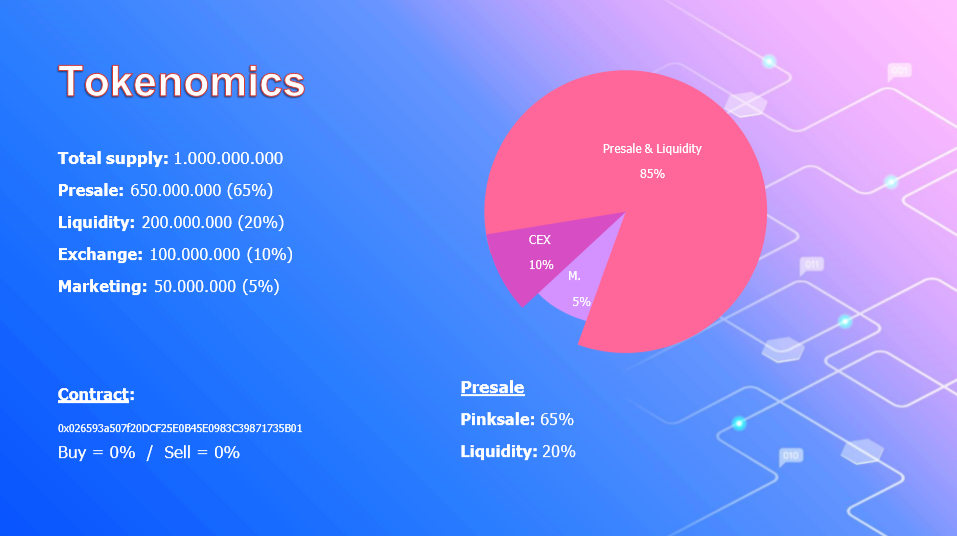 Tokenomics
Total supply: 1.000.000.000
Presale: 650.000.000 (65%)
Liquidity: 200.000.000 (20%)
Exchange: 100.000.000 (10%)
Marketing: 50.000.000 (5%)
Presale & Liquidity
85%
CEX
10%
M.
5%
Contract:
0x026593a507f20DCF25E0B45E0983C39871735B01
Buy = 0% / Sell = 0%
Presale
Pinksale: 65%
Liquidity: 20%
011
010